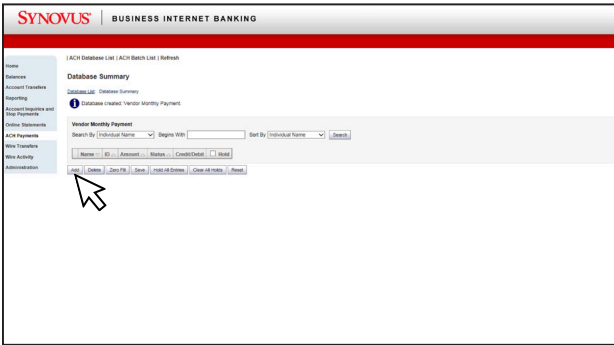 SYNOVUS® BUSINESS INTERNET BANKING
| ACH Database List | ACH Batch List | Refresh
Home
Balances
Account Transfers
Reporting
Account Inquiries and
Stop Payments
Online Statements
ACH Payments
Wire Transfers
Wire Activity
Administration
Database Summary
Database List: Database Summary
Database created: Vendor Monthly Payment.
Vendor Monthly Payment
Search By Individual Name Begins With Sort By Individual Name Search
Name ID Amount Status Credit/Debit Hold
Add Delete Zero Fill Save Hold All Entries Clear All Holds Reset